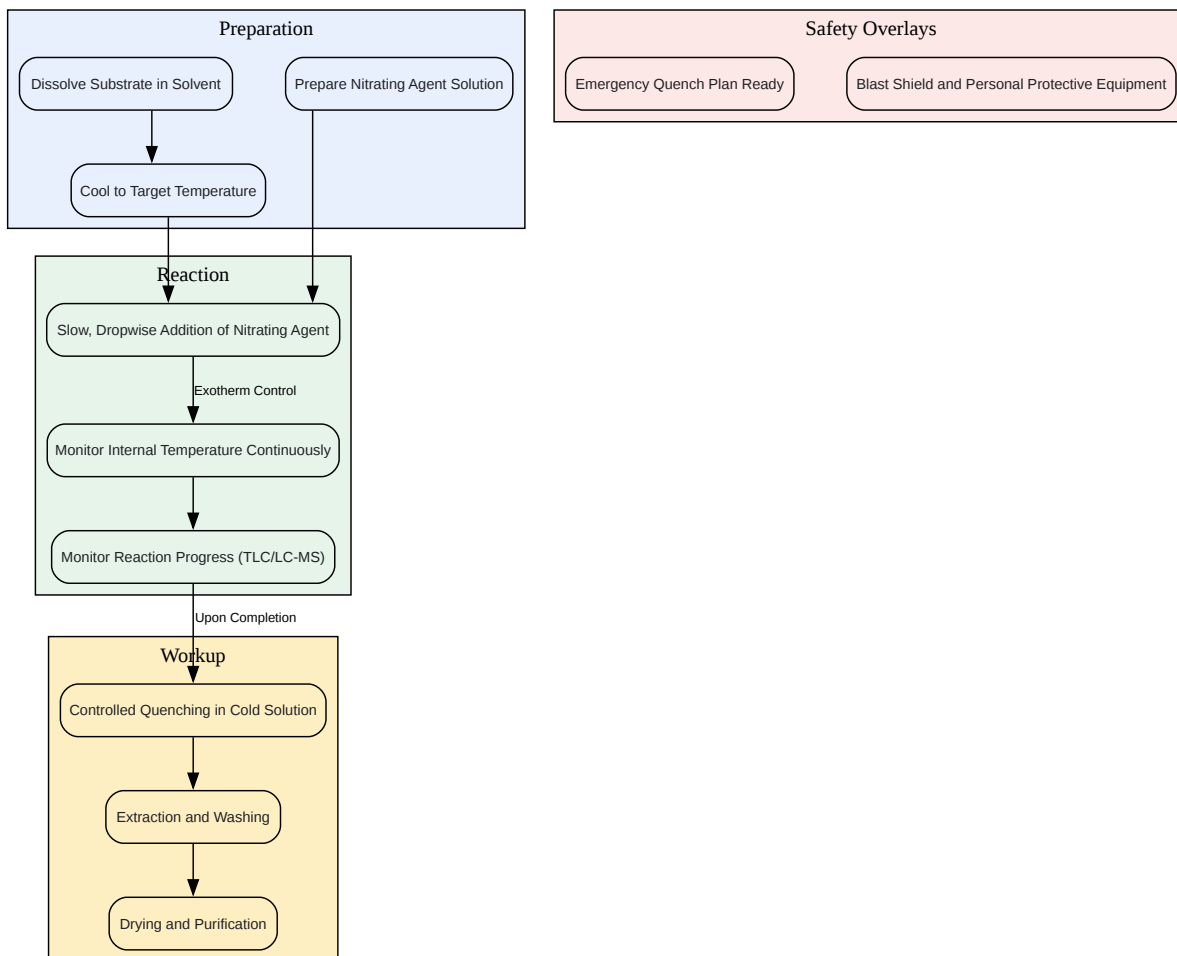 Preparation
Dissolve Substrate in Solvent
Prepare Nitrating Agent Solution
Cool to Target Temperature
Safety Overlays
Emergency Quench Plan Ready
Blast Shield and Personal Protective Equipment
Reaction
Slow, Dropwise Addition of Nitrating Agent
Exotherm Control
Monitor Internal Temperature Continuously
Monitor Reaction Progress (TLC/LC-MS)
Upon Completion
Workup
Controlled Quenching in Cold Solution
Extraction and Washing
Drying and Purification